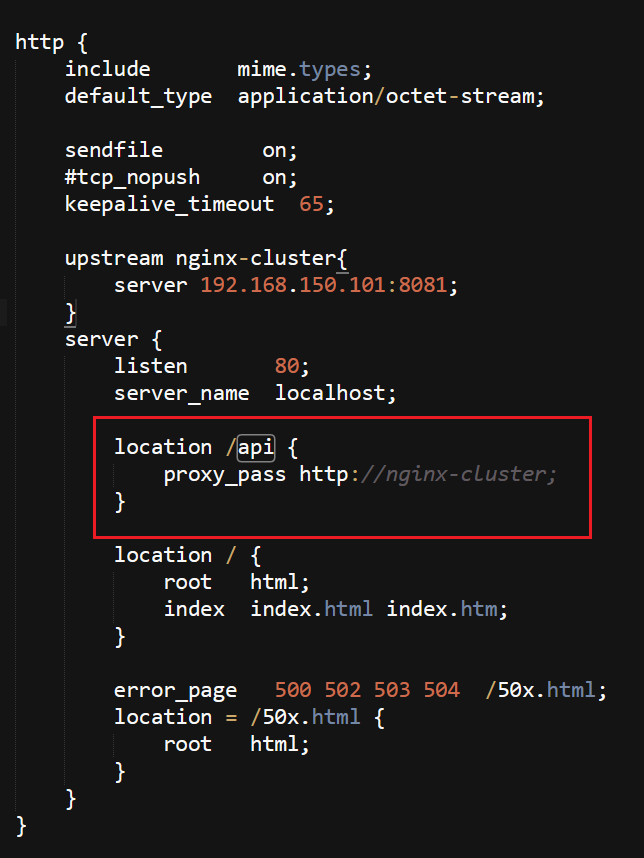 http {
    include       mime.types;
    default_type  application/octet-stream;
    sendfile        on;
    #tcp_nopush     on;
    keepalive_timeout  65;
    upstream nginx-cluster{
        server 192.168.150.101:8081;
    }
    server {
        listen       80;
        server_name  localhost;
        location /api {
            proxy_pass http://nginx-cluster;
        }
        location / {
            root   html;
            index  index.html index.htm;
        }
        error_page   500 502 503 504  /50x.html;
        location = /50x.html {
            root   html;
        }
    }
}